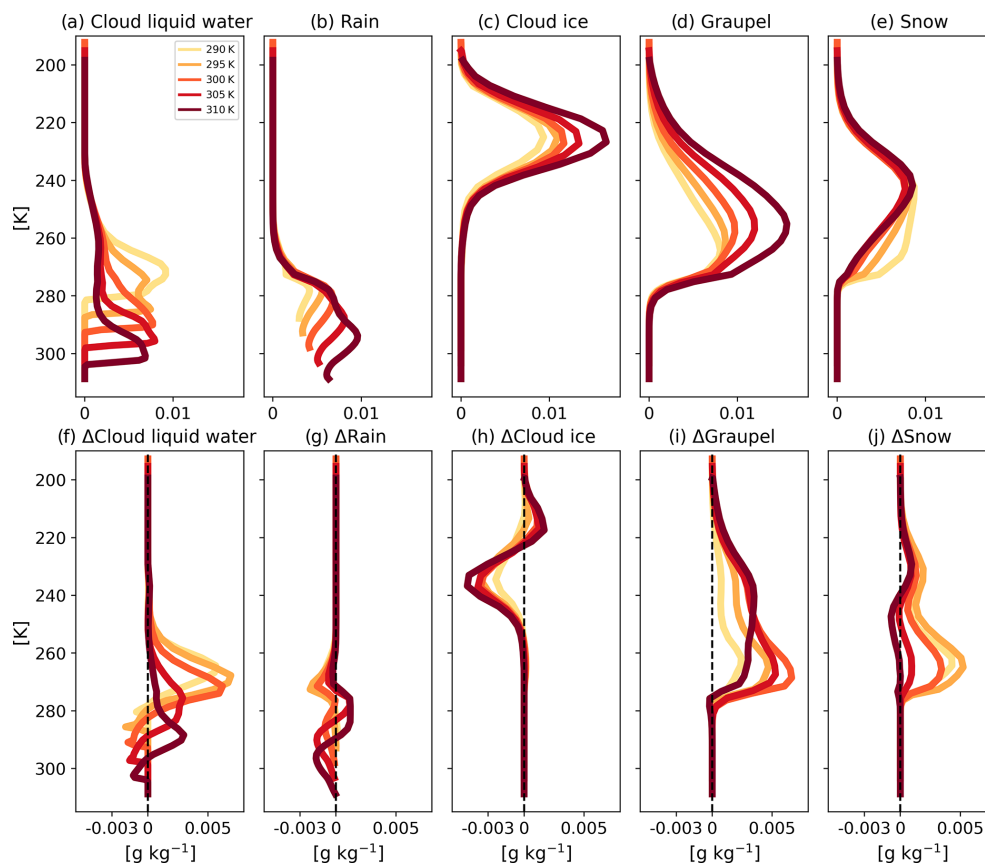 (a) Cloud liquid water (b) Rain (c) Cloud ice (d) Graupel (e) Snow
290 K
295 K
300 K
305 K
310 K
[K]
200
220
240
260
280
300
0 0.01 0 0.01 0 0.01 0 0.01 0 0.01
(f) ΔCloud liquid water (g) ΔRain (h) ΔCloud ice (i) ΔGraupel (j) ΔSnow
[K]
200
220
240
260
280
300
-0.003 0 0.005 -0.003 0 0.005 -0.003 0 0.005 -0.003 0 0.005 -0.003 0 0.005
[g kg⁻¹] [g kg⁻¹] [g kg⁻¹] [g kg⁻¹] [g kg⁻¹]